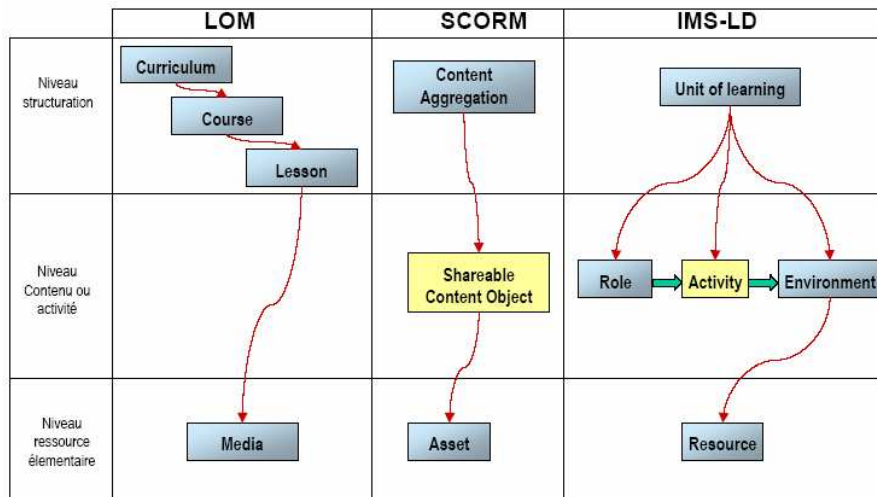 LOM
SCORM
IMS-LD
Niveau
structuration
Curriculum
Course
Lesson
Content
Aggregation
Unit of learning
Niveau
Contenu ou
activité
Shareable
Content Object
Role
Activity
Environment
Niveau
ressource
élementaire
Media
Asset
Resource